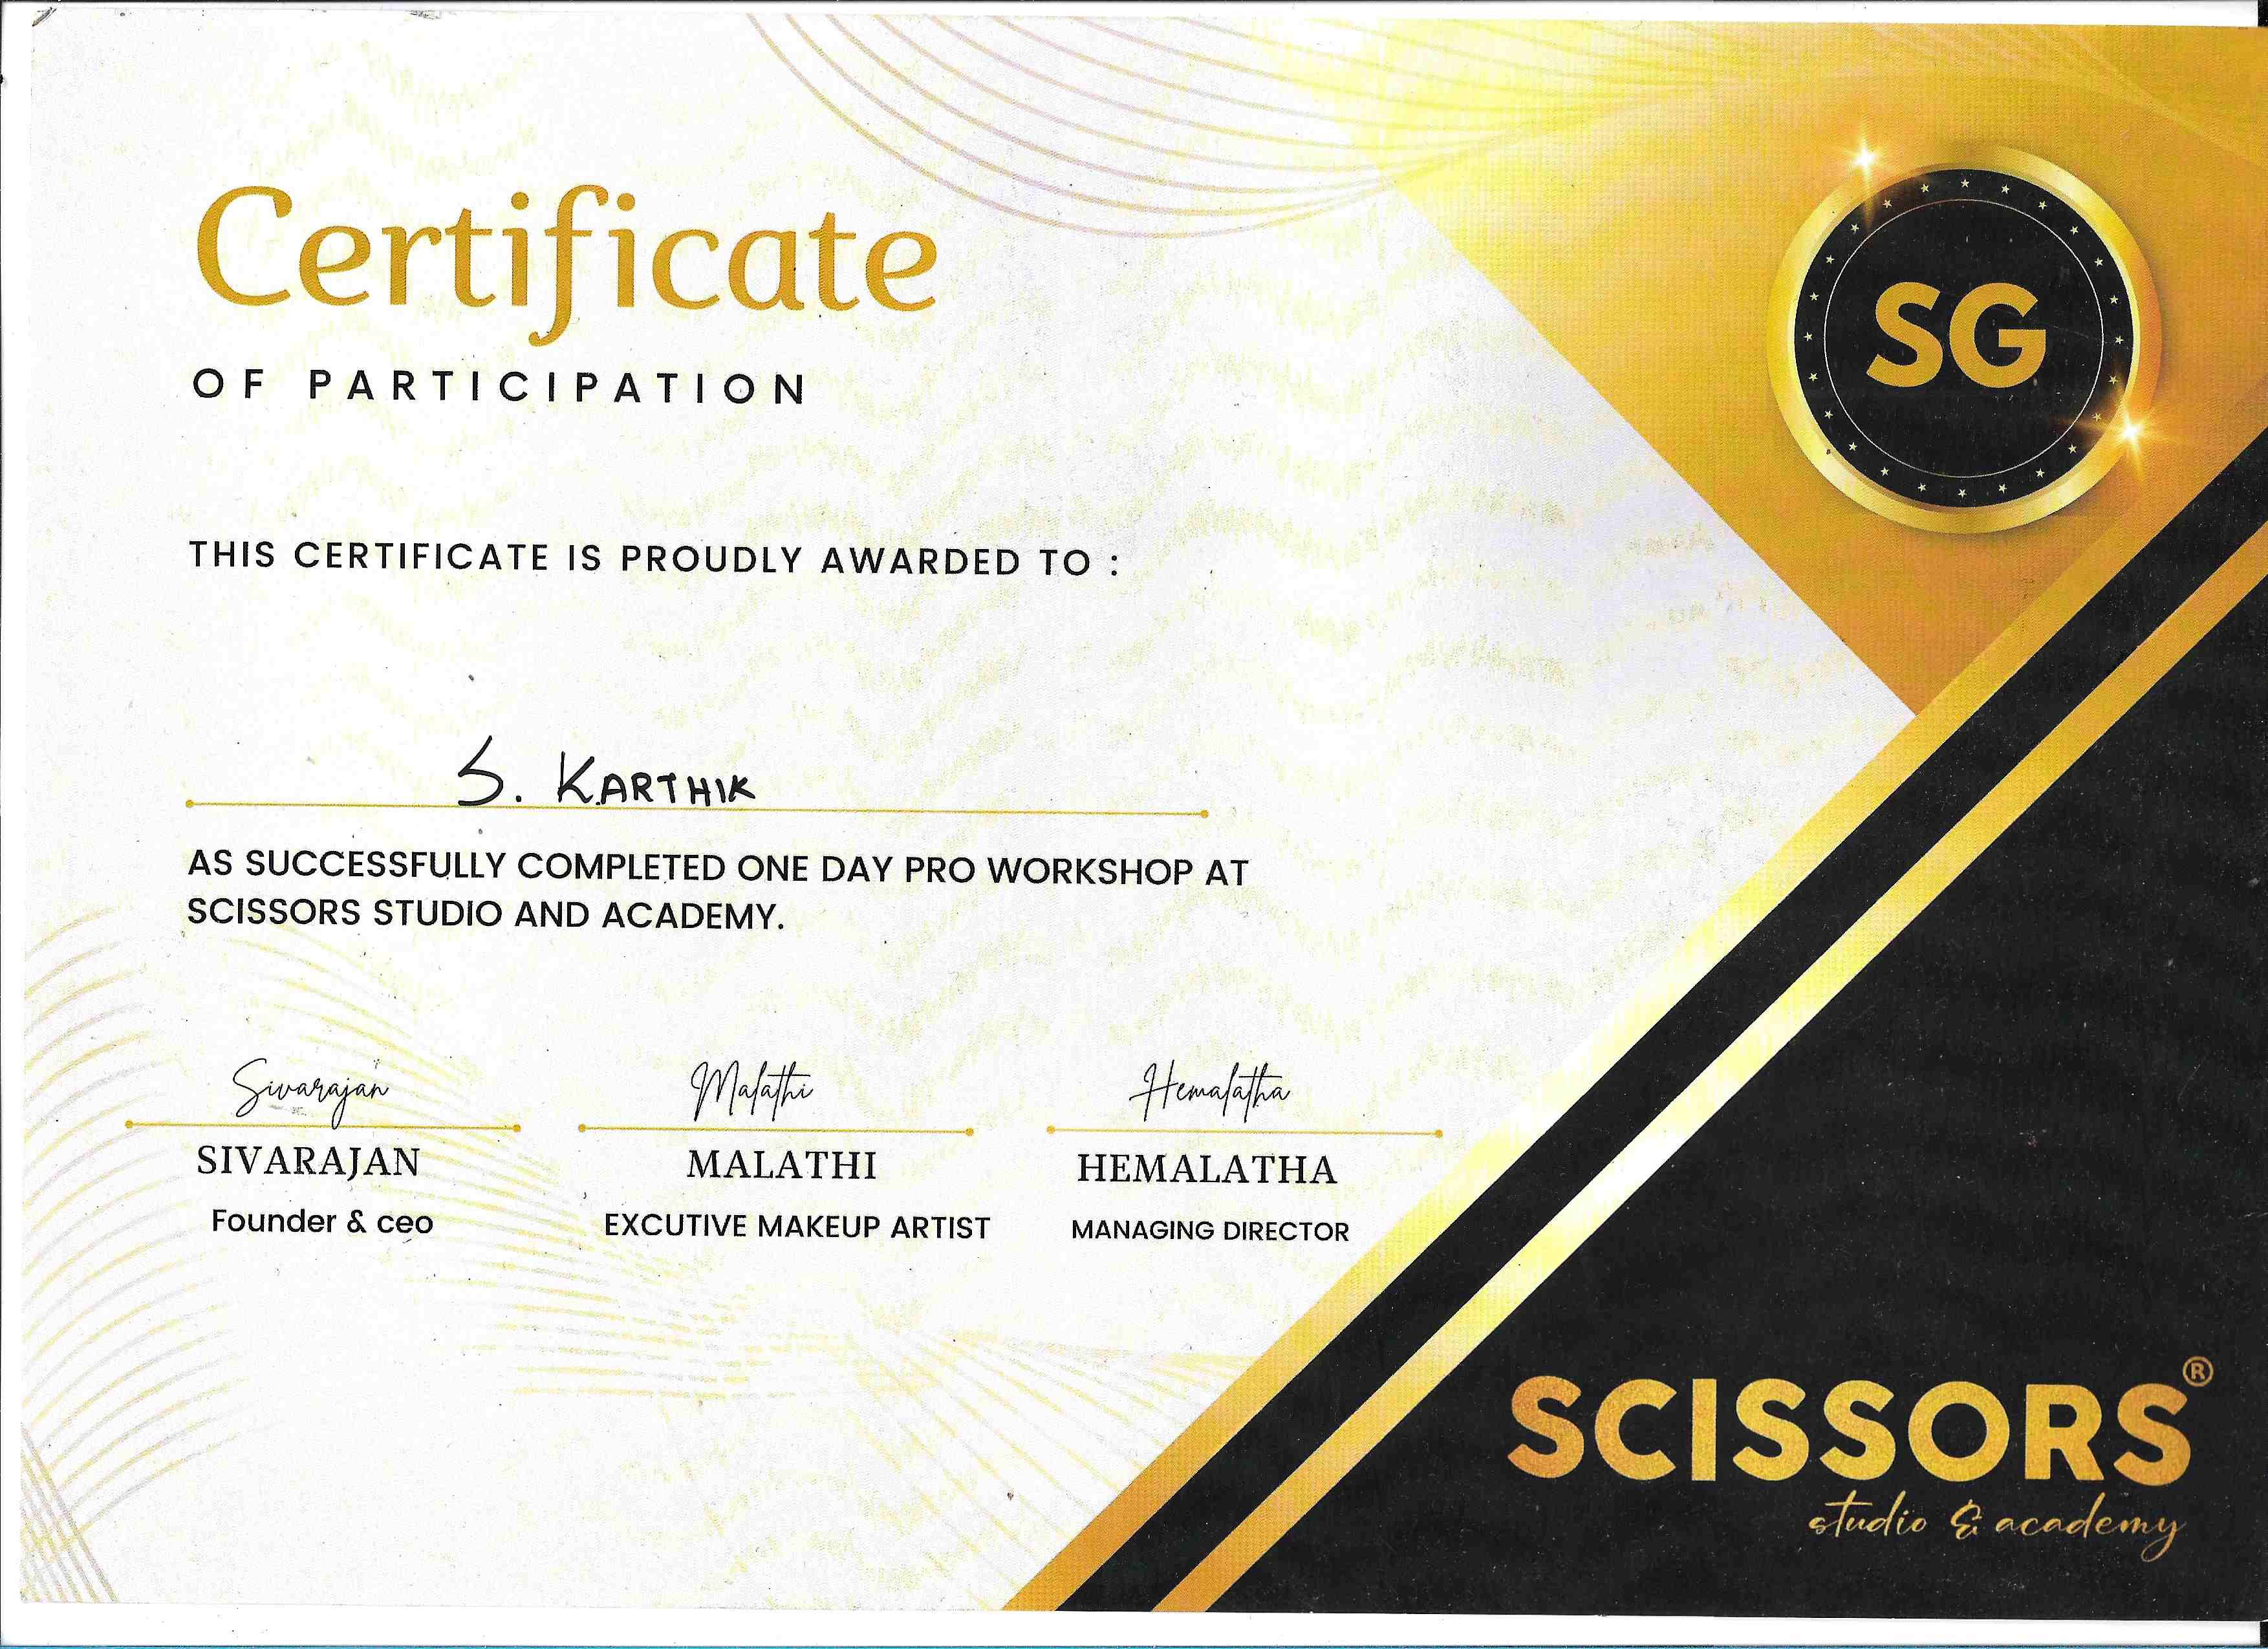 Certificate
OF PARTICIPATION
SG
THIS CERTIFICATE IS PROUDLY AWARDED TO :
S. KARTHIK
AS SUCCESSFULLY COMPLETED ONE DAY PRO WORKSHOP AT
SCISSORS STUDIO AND ACADEMY.
Sivarajan Malathi Hemalatha
SIVARAJAN MALATHI HEMALATHA
Founder & ceo EXCUTIVE MAKEUP ARTIST MANAGING DIRECTOR
SCISSORS®
studio & academy